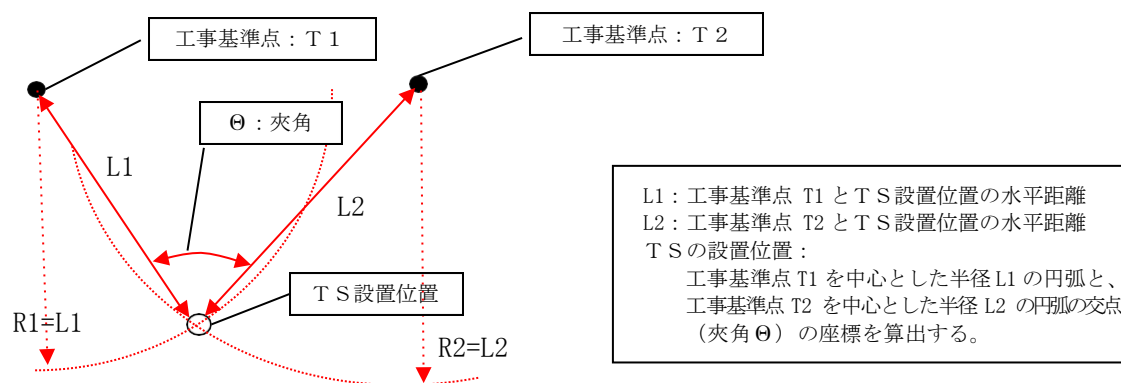 工事基準点：Ｔ１
工事基準点：Ｔ２
Θ：夾角
L1
L2
ＴＳ設置位置
R1=L1
R2=L2
L1：工事基準点 T1 とＴＳ設置位置の水平距離
L2：工事基準点 T2 とＴＳ設置位置の水平距離
ＴＳの設置位置：
工事基準点 T1 を中心とした半径 L1 の円弧と、
工事基準点 T2 を中心とした半径 L2 の円弧の交点
（夾角Θ）の座標を算出する。